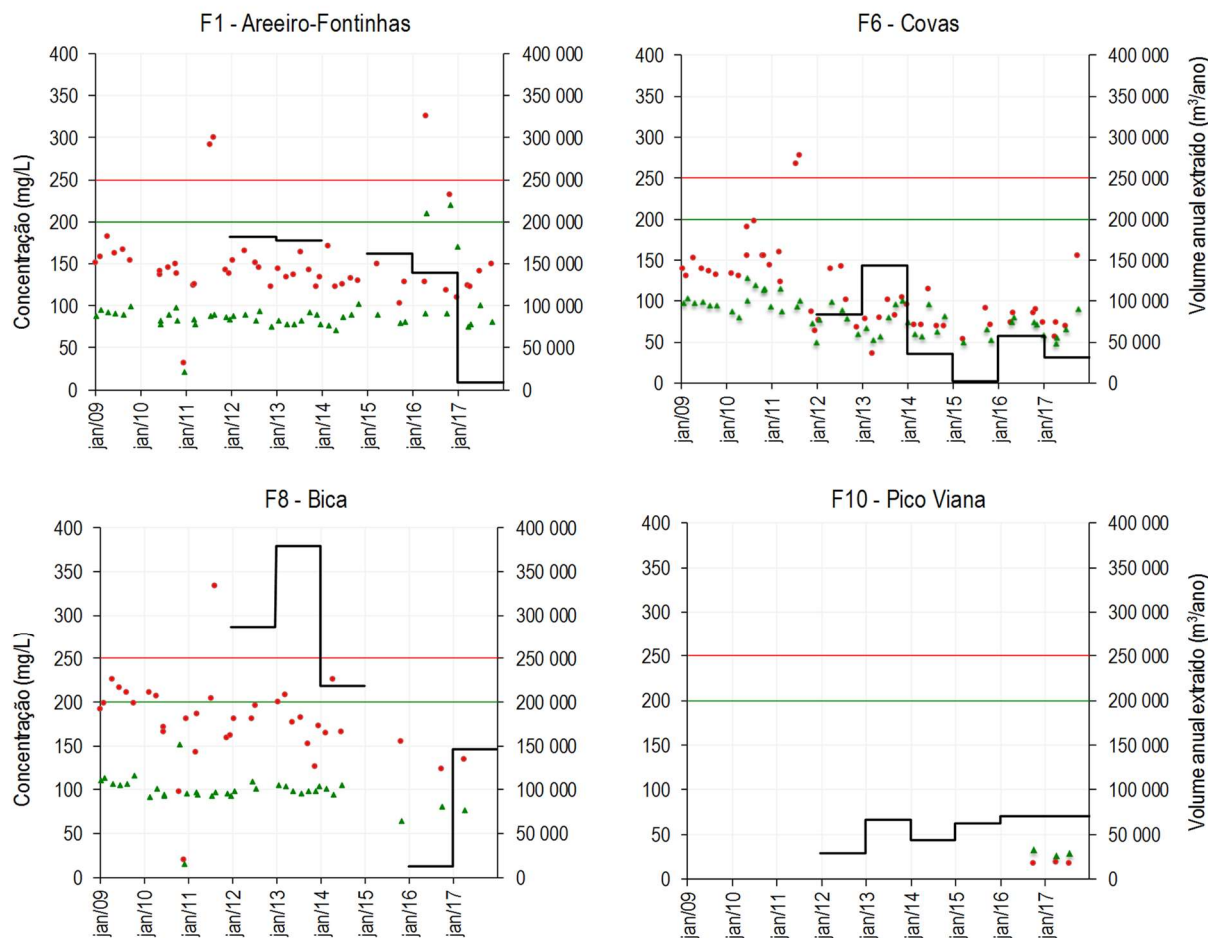 F1 - Areeiro-Fontinhas
F6 - Covas
400 400 000 400 400 000
350 350 000 350 350 000
300 300 000 300 300 000
250 250 000 250 250 000
200 200 000 200 200 000
150 150 000 150 150 000
100 100 000 100 100 000
50 50 000 50 50 000
0 0 0 0
Concentração (mg/L)
Volume anual extraído (m³/ano)
jan/09 jan/10 jan/11 jan/12 jan/13 jan/14 jan/15 jan/16 jan/17
jan/09 jan/10 jan/11 jan/12 jan/13 jan/14 jan/15 jan/16 jan/17
F8 - Bica
F10 - Pico Viana
400 400 000 400 400 000
350 350 000 350 350 000
300 300 000 300 300 000
250 250 000 250 250 000
200 200 000 200 200 000
150 150 000 150 150 000
100 100 000 100 100 000
50 50 000 50 50 000
0 0 0 0
Concentração (mg/L)
Volume anual extraído (m³/ano)
jan/09 jan/10 jan/11 jan/12 jan/13 jan/14 jan/15 jan/16 jan/17
jan/09 jan/10 jan/11 jan/12 jan/13 jan/14 jan/15 jan/16 jan/17